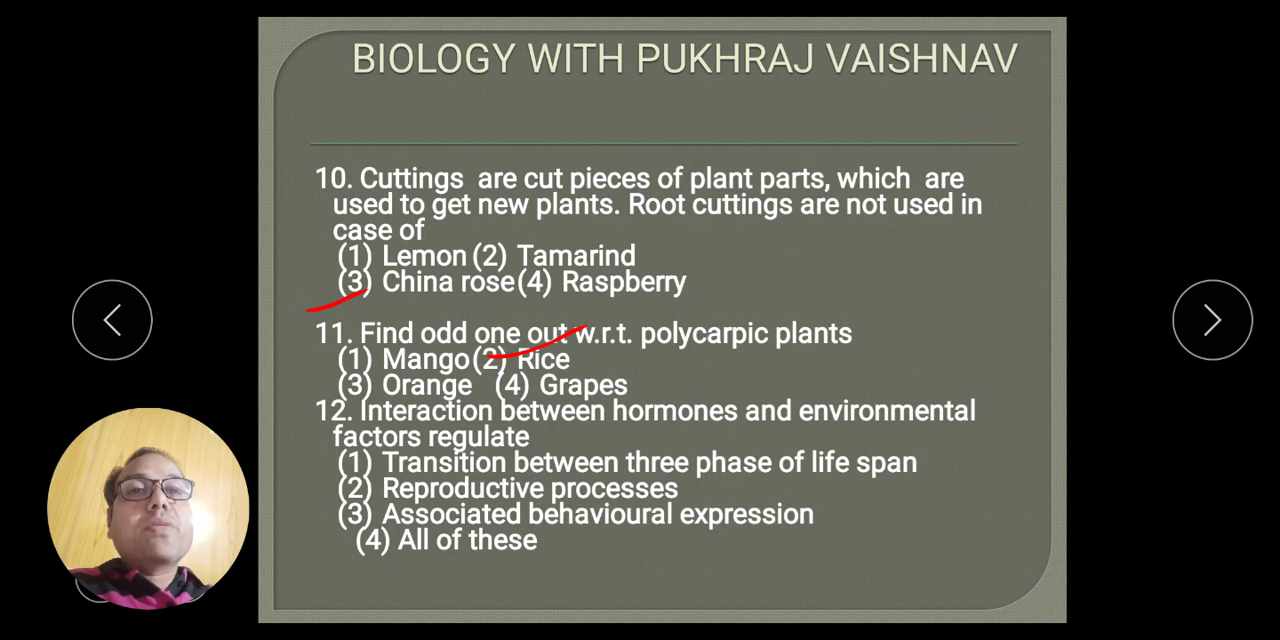 BIOLOGY WITH PUKHRAJ VAISHNAV
10. Cuttings are cut pieces of plant parts, which are
used to get new plants. Root cuttings are not used in
case of
(1) Lemon (2) Tamarind
(3) China rose (4) Raspberry
11. Find odd one out w.r.t. polycarpic plants
(1) Mango (2) Rice
(3) Orange (4) Grapes
12. Interaction between hormones and environmental
factors regulate
(1) Transition between three phase of life span
(2) Reproductive processes
(3) Associated behavioural expression
(4) All of these